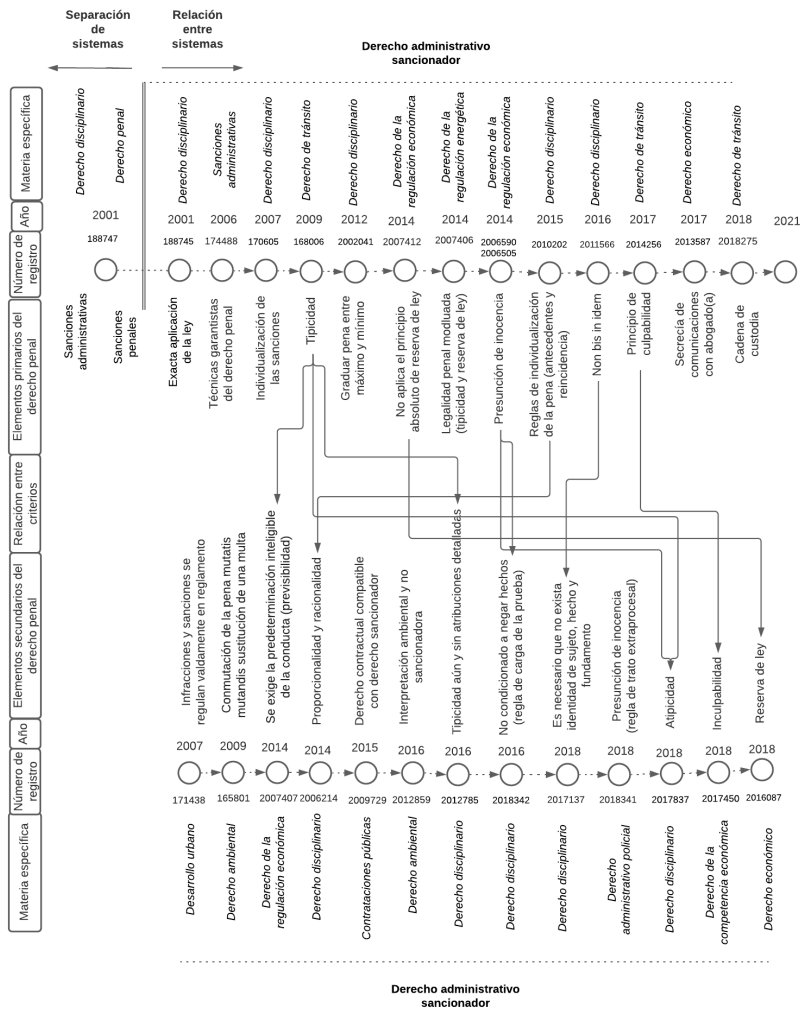 Separación
de
sistemas
Relación
entre
sistemas
Derecho administrativo
sancionador
Materia específica
Derecho disciplinario
Derecho penal
Derecho disciplinario
Sanciones
administrativas
Derecho disciplinario
Derecho de tránsito
Derecho disciplinario
Derecho de la
regulación económica
Derecho de la
regulación energética
Derecho de la
regulación económica
Derecho disciplinario
Derecho disciplinario
Derecho de tránsito
Derecho económico
Derecho de tránsito
Año
2001
2001
2006
2007
2009
2012
2014
2014
2014
2015
2016
2017
2017
2018
2021
Número de
registro
188747
188745
174488
170605
168006
2002041
2007412
2007406
2006590
2006505
2010202
2011566
2014256
2013587
2018275
Elementos primarios del
derecho penal
Sanciones
administrativas
Sanciones
penales
Exacta aplicación
de la ley
Técnicas garantistas
del derecho penal
Individualización de
las sanciones
Tipicidad
Graduar pena entre
máximo y mínimo
No aplica el principio
absoluto de reserva de ley
Legalidad penal modluada
(tipicidad y reserva de ley)
Presunción de inocencia
Reglas de individualización
de la pena (antecedentes y
reincidencia)
Non bis in idem
Principio de
culpabilidad
Secrecía de
comunicaciones
con abogado(a)
Cadena de
custodia
Relaciónn entre
criterios
Elementos secundarios del
derecho penal
Infracciones y sanciones se
regulan valdamente en reglamento
Conmutación de la pena mutatis
mutandis sustitución de una multa
Se exige la predeterminación inteligible
de la conducta (previsibilidad)
Proporcionalidad y racionalidad
Derecho contractual compatible
con derecho sancionador
Interpretación ambiental y no
sancionadora
Tipicidad aún y sin atribuciones detalladas
No condicionado a negar hechos
(regla de carga de la prueba)
Es necesario que no exista
identidad de sujeto, hecho y
fundamento
Presunción de inocencia
(regla de trato extraprocesal)
Atipicidad
Inculpabilidad
Reserva de ley
Año
2007
2009
2014
2014
2015
2016
2016
2016
2018
2018
2018
2018
2018
Número de
registro
171438
165801
2007407
2006214
2009729
2012859
2012785
2018342
2017137
2018341
2017837
2017450
2016087
Materia específica
Desarrollo urbano
Derecho ambiental
Derecho de la
regulación económica
Derecho disciplinario
Contrataciones públicas
Derecho ambiental
Derecho disciplinario
Derecho disciplinario
Derecho disciplinario
Derecho
administrativo policial
Derecho disciplinario
Derecho de la
competencia económica
Derecho económico
Derecho administrativo
sancionador